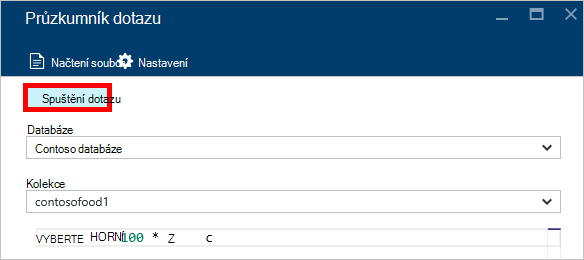 Průzkumník dotazu
Načtení soubo Nastavení
Spuštění dotazu
Databáze
Contoso databáze
Kolekce
contosofood1
VYBERTE HORNÍ 100 * Z c